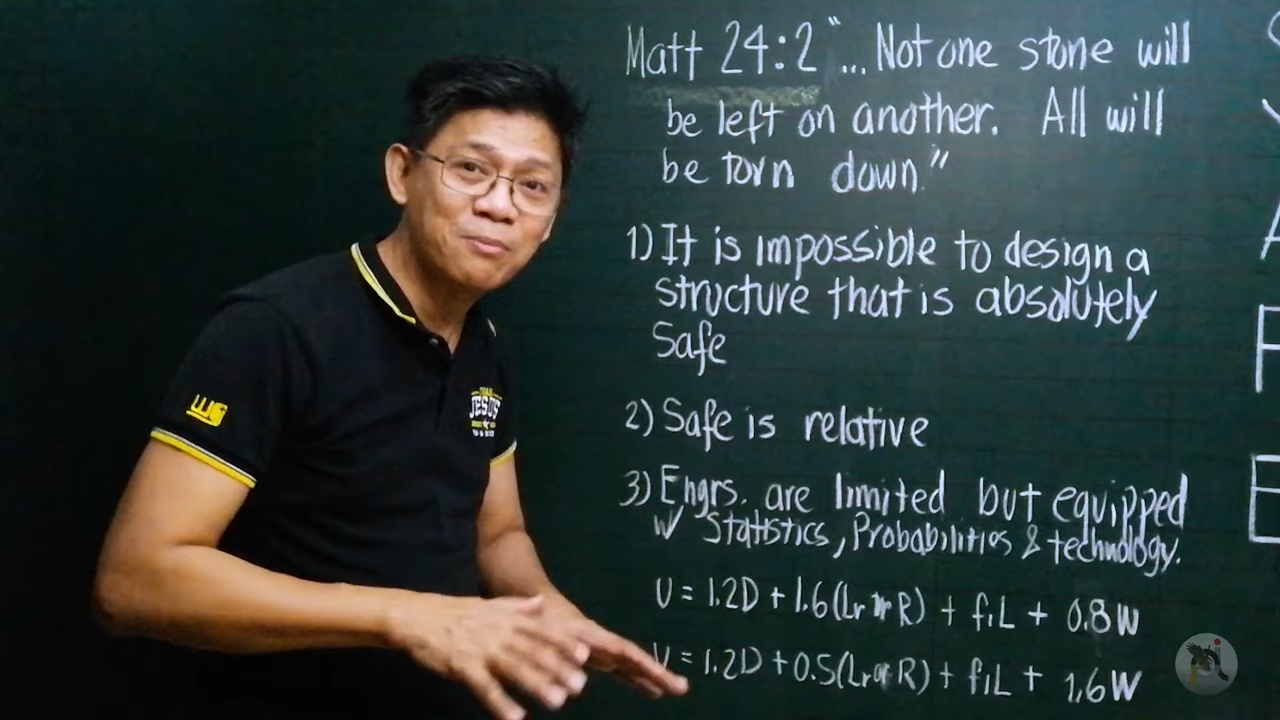 Matt 24:2 "... Not one stone will
be left on another. All will
be torn down."
1) It is impossible to design a
structure that is absolutely
Safe
2) Safe is relative
3) Engrs. are limited but equipped
w/ Statistics, Probabilities & technology.
U = 1.2D + 1.6(Lr or R) + f1L + 0.8W
U = 1.2D + 0.5(Lr or R) + f1L + 1.6W
JESUS